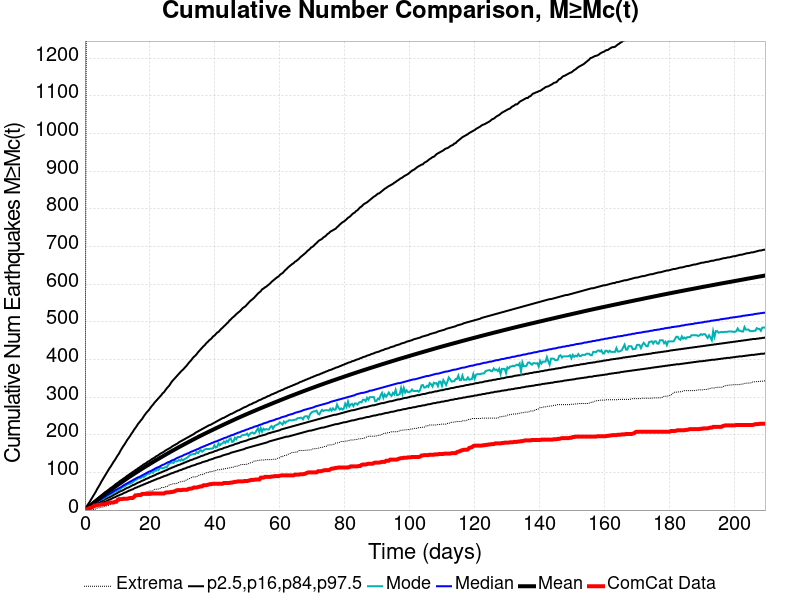 Cumulative Number Comparison, M≥Mc(t)
Cumulative Num Earthquakes M≥Mc(t)
1200
1100
1000
900
800
700
600
500
400
300
200
100
0
0 20 40 60 80 100 120 140 160 180 200
Time (days)
Extrema p2.5,p16,p84,p97.5 Mode Median Mean ComCat Data